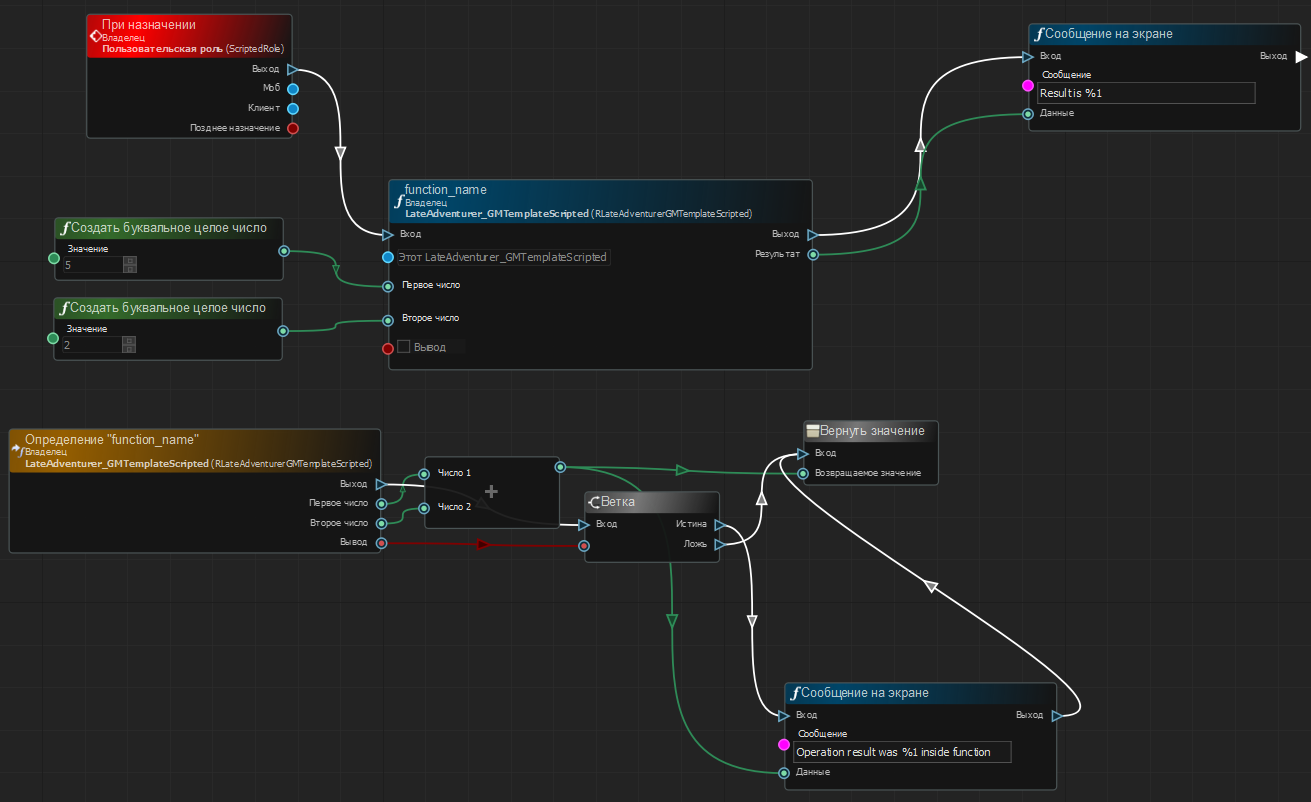 При назначении
Владелец
Пользовательская роль (ScriptedRole)
Выход
Моб
Клиент
Позднее назначение
Сообщение на экране
Вход
Выход
Сообщение
Result is %1
Данные
function_name
Владелец
LateAdventurer_GMTemplateScripted (RLateAdventurerGMTemplateScripted)
Вход
Выход
Этот LateAdventurer_GMTemplateScripted
Результат
Первое число
Второе число
Вывод
Создать буквальное целое число
Значение
5
Создать буквальное целое число
Значение
2
Определение "function_name"
Владелец
LateAdventurer_GMTemplateScripted (RLateAdventurerGMTemplateScripted)
Выход
Первое число
Второе число
Вывод
Число 1
+
Число 2
Ветка
Вход
Истина
Ложь
Вернуть значение
Вход
Возвращаемое значение
Сообщение на экране
Вход
Выход
Сообщение
Operation result was %1 inside function
Данные